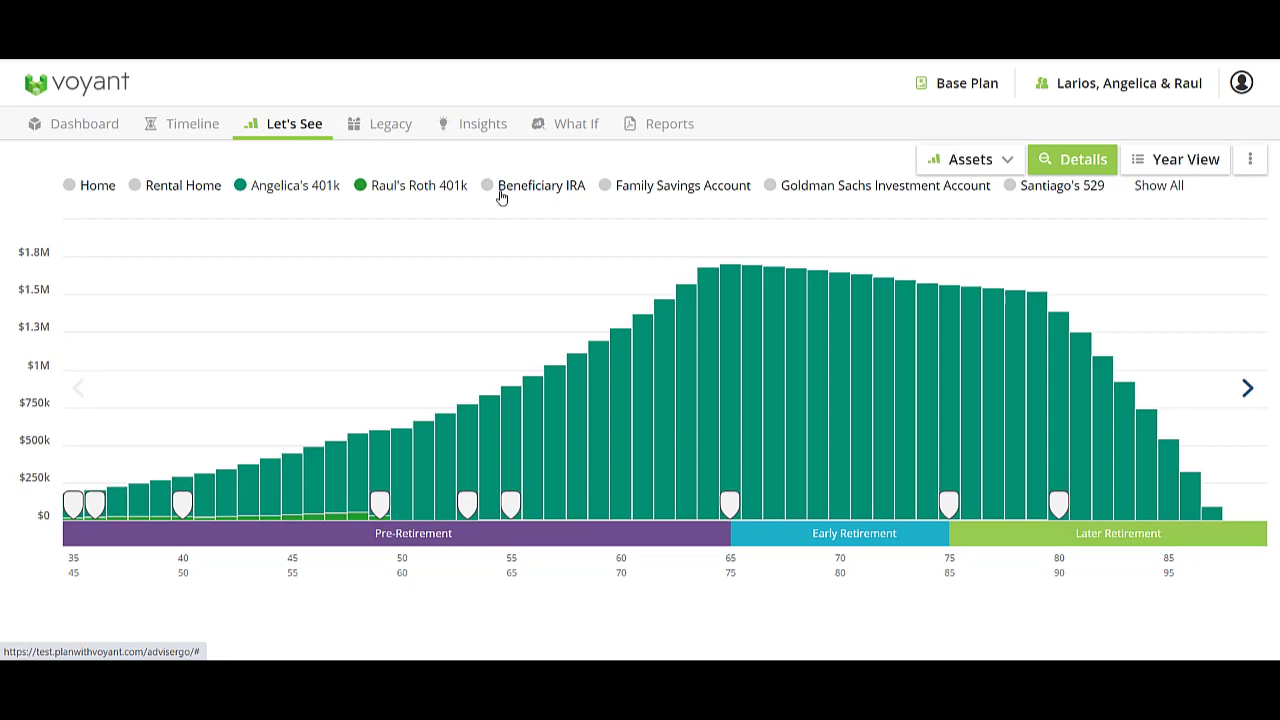 voyant
Base Plan
Larios, Angelica & Raul
Dashboard Timeline Let's See Legacy Insights What If Reports
Assets Details Year View
Home Rental Home Angelica's 401k Raul's Roth 401k Beneficiary IRA Family Savings Account Goldman Sachs Investment Account Santiago's 529 Show All
$1.8M
$1.5M
$1.3M
$1M
$750k
$500k
$250k
$0
Pre-Retirement Early Retirement Later Retirement
35 40 45 50 55 60 65 70 75 80 85
45 50 55 60 65 70 75 80 85 90 95
https://test.planwithvoyant.com/advisergo/#